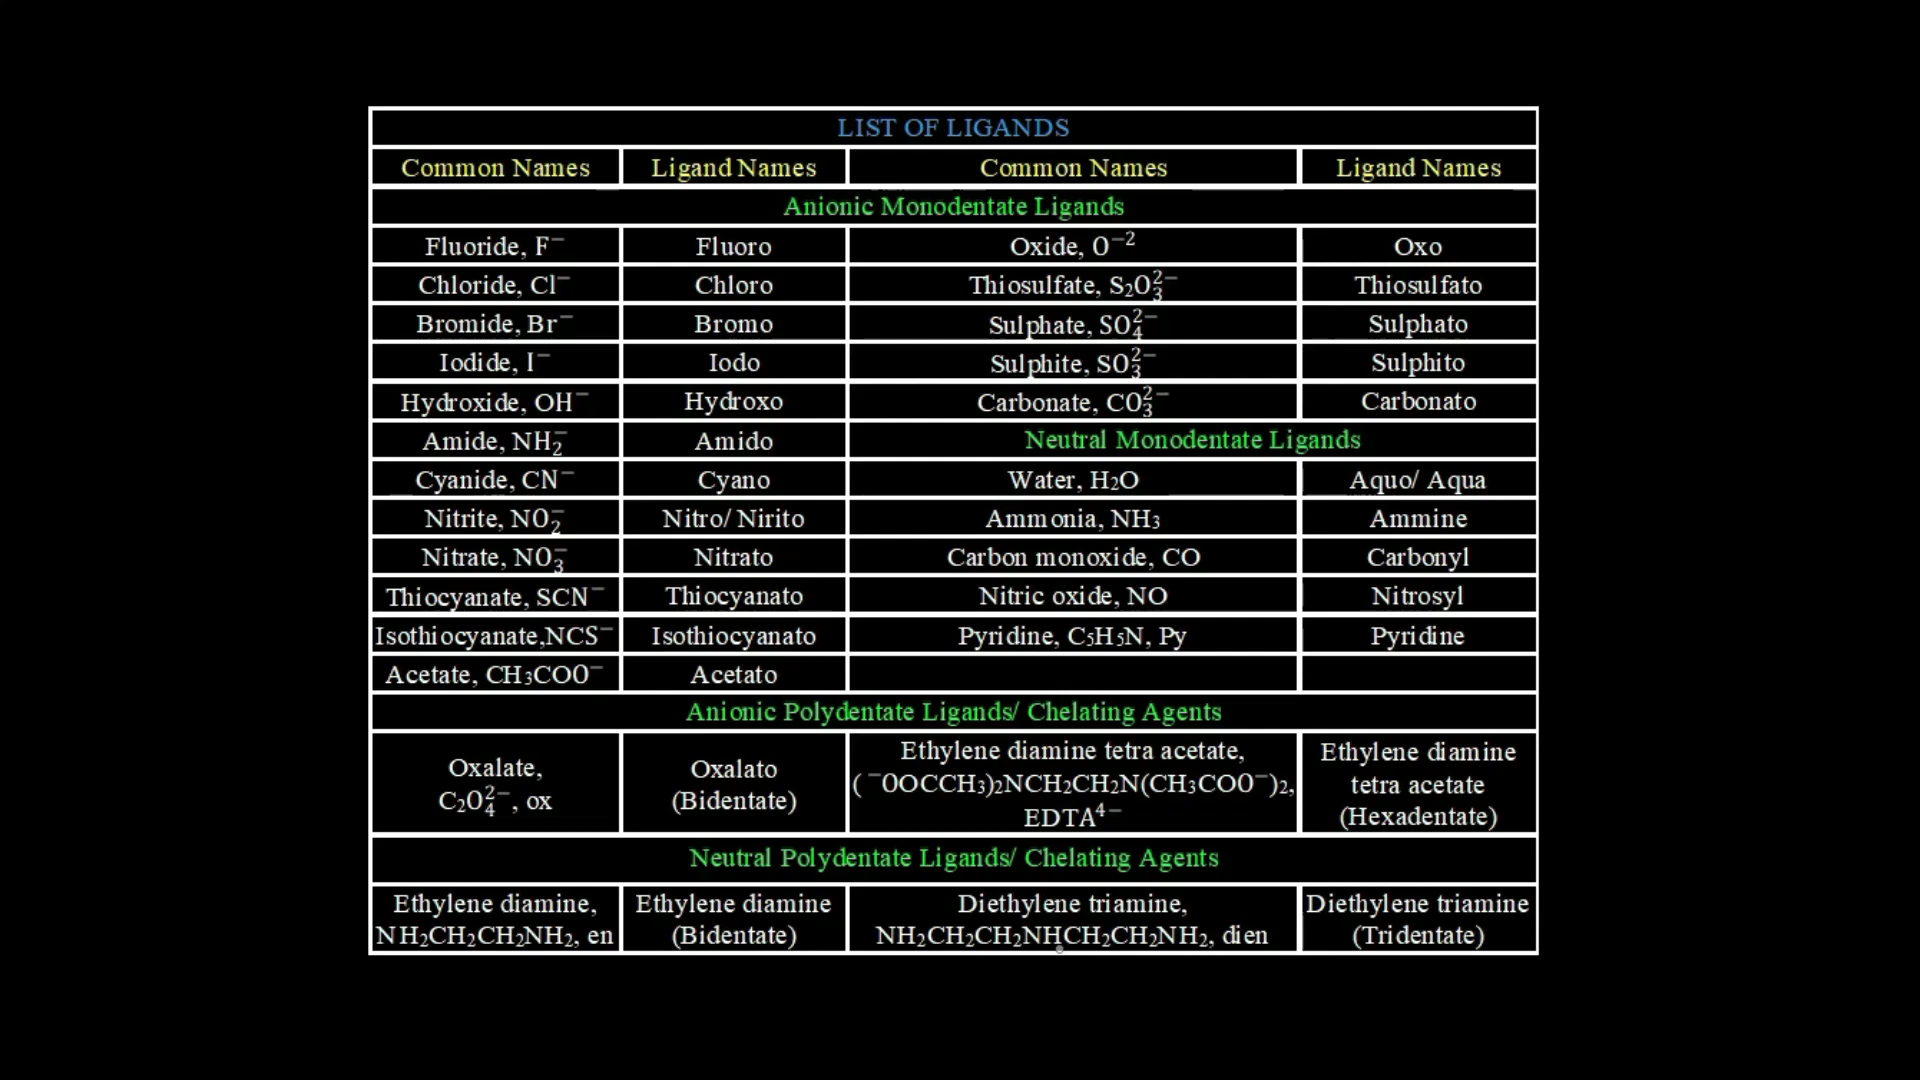 LIST OF LIGANDS
Common Names Ligand Names Common Names Ligand Names
Anionic Monodentate Ligands
Fluoride, F⁻ Fluoro Oxide, O⁻² Oxo
Chloride, Cl⁻ Chloro Thiosulfate, S₂O₃²⁻ Thiosulfato
Bromide, Br⁻ Bromo Sulphate, SO₄²⁻ Sulphato
Iodide, I⁻ Iodo Sulphite, SO₃²⁻ Sulphito
Hydroxide, OH⁻ Hydroxo Carbonate, CO₃²⁻ Carbonato
Amide, NH₂⁻ Amido Neutral Monodentate Ligands
Cyanide, CN⁻ Cyano Water, H₂O Aquo/ Aqua
Nitrite, NO₂⁻ Nitro/ Nirito Ammonia, NH₃ Ammine
Nitrate, NO₃⁻ Nitrato Carbon monoxide, CO Carbonyl
Thiocyanate, SCN⁻ Thiocyanato Nitric oxide, NO Nitrosyl
Isothiocyanate,NCS⁻ Isothiocyanato Pyridine, C₅H₅N, Py Pyridine
Acetate, CH₃COO⁻ Acetato
Anionic Polydentate Ligands/ Chelating Agents
Oxalate,
C₂O₄²⁻, ox
Oxalato
(Bidentate)
Ethylene diamine tetra acetate,
(⁻OOCCH₃)₂NCH₂CH₂N(CH₃COO⁻)₂,
EDTA⁴⁻
Ethylene diamine
tetra acetate
(Hexadentate)
Neutral Polydentate Ligands/ Chelating Agents
Ethylene diamine,
NH₂CH₂CH₂NH₂, en
Ethylene diamine
(Bidentate)
Diethylene triamine,
NH₂CH₂CH₂NHCH₂CH₂NH₂, dien
Diethylene triamine
(Tridentate)